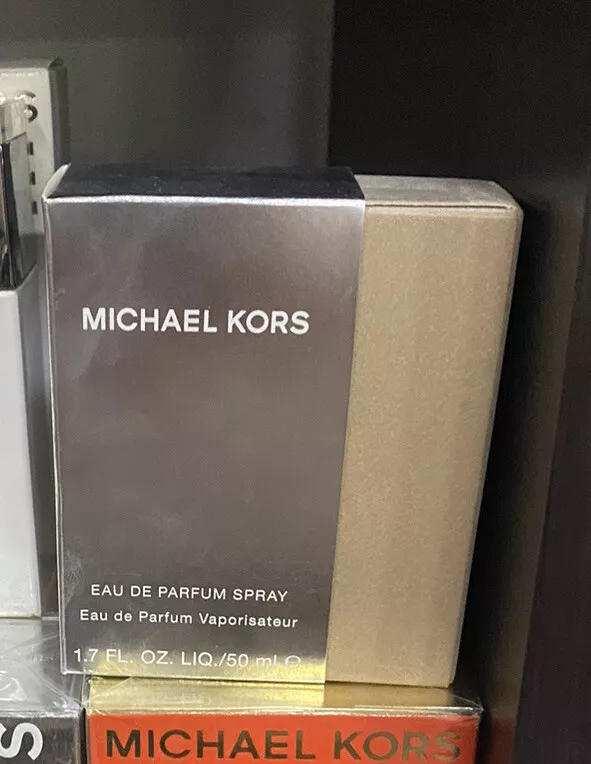 MICHAEL KORS
EAU DE PARFUM SPRAY
Eau de Parfum Vaporisateur
1.7 FL. OZ. LIQ./50 ml ℮
MICHAEL KORS